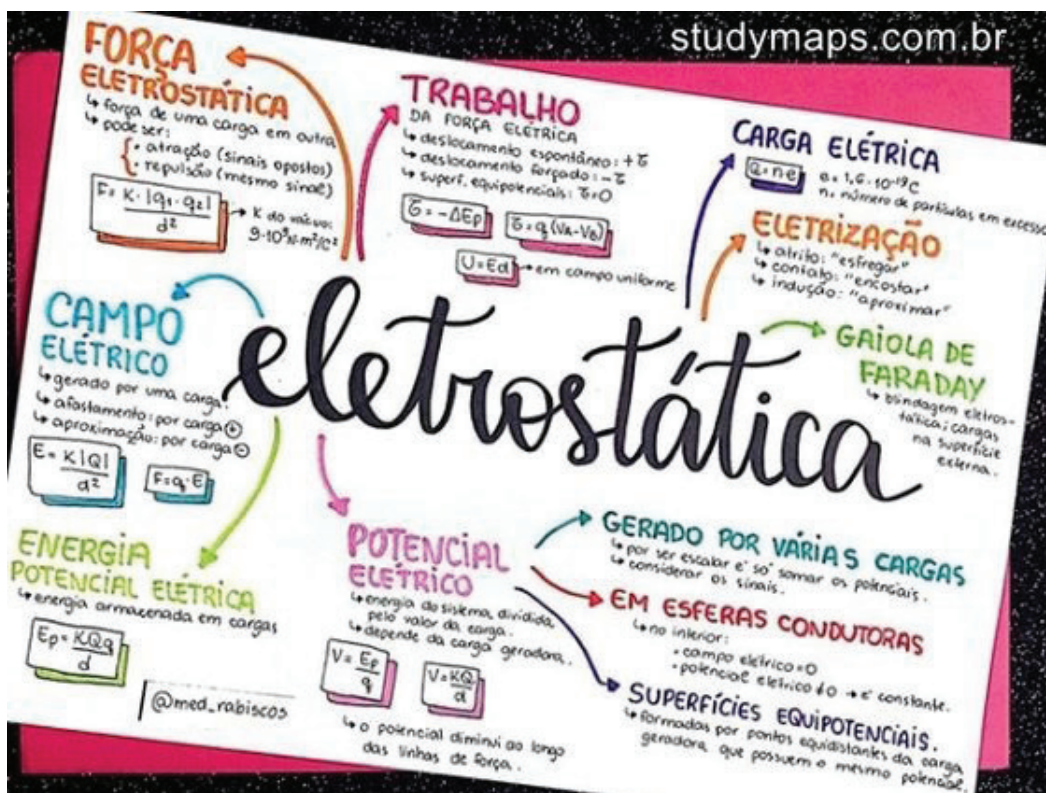 studymaps.com.br
FORÇA
ELETROSTÁTICA
↳ força de uma carga em outra
↳ pode ser:
• atração (sinais opostos)
• repulsão (mesmo sinal)
F = K · |q₁ · q₂|
d²
→ K do vácuo:
9·10⁹N·m²/C²
TRABALHO
DA FORÇA ELÉTRICA
↳ deslocamento espontâneo: +τ
↳ deslocamento forçado: -τ
↳ superf. equipotenciais: τ=0
τ = -ΔEp
τ = q(VA-VB)
U = Ed → em campo uniforme
CARGA ELÉTRICA
Q = n·e
e = 1,6 · 10⁻¹⁹C
n = número de partículas em excesso
ELETRIZAÇÃO
↳ atrito: "esfregar"
↳ contato: "encostar"
↳ indução: "aproximar"
GAIOLA DE
FARADAY
↳ blindagem eletros-
tática; cargas
na superfície
externa.
eletrostática
CAMPO
ELÉTRICO
↳ gerado por uma carga.
↳ afastamento: por carga ⊕
↳ aproximação: por carga ⊖
E = K|Q|
d²
F = q·E
ENERGIA
POTENCIAL ELÉTRICA
↳ energia armazenada em cargas
Ep = KQq
d
@med_rabiscos
POTENCIAL
ELÉTRICO
↳ energia do sistema, dividida
pelo valor da carga.
↳ depende da carga geradora.
V = Ep
q
V = KQ
d
↳ o potencial diminui ao longo
das linhas de força.
GERADO POR VÁRIAS CARGAS
↳ por ser escalar é só somar os potenciais.
↳ considerar os sinais.
EM ESFERAS CONDUTORAS
↳ no interior:
• campo elétrico = 0
• potencial elétrico ≠0 → é constante.
SUPERFÍCIES EQUIPOTENCIAIS.
↳ formadas por pontos equidistantes da carga
geradora, que possuem o mesmo potencial.